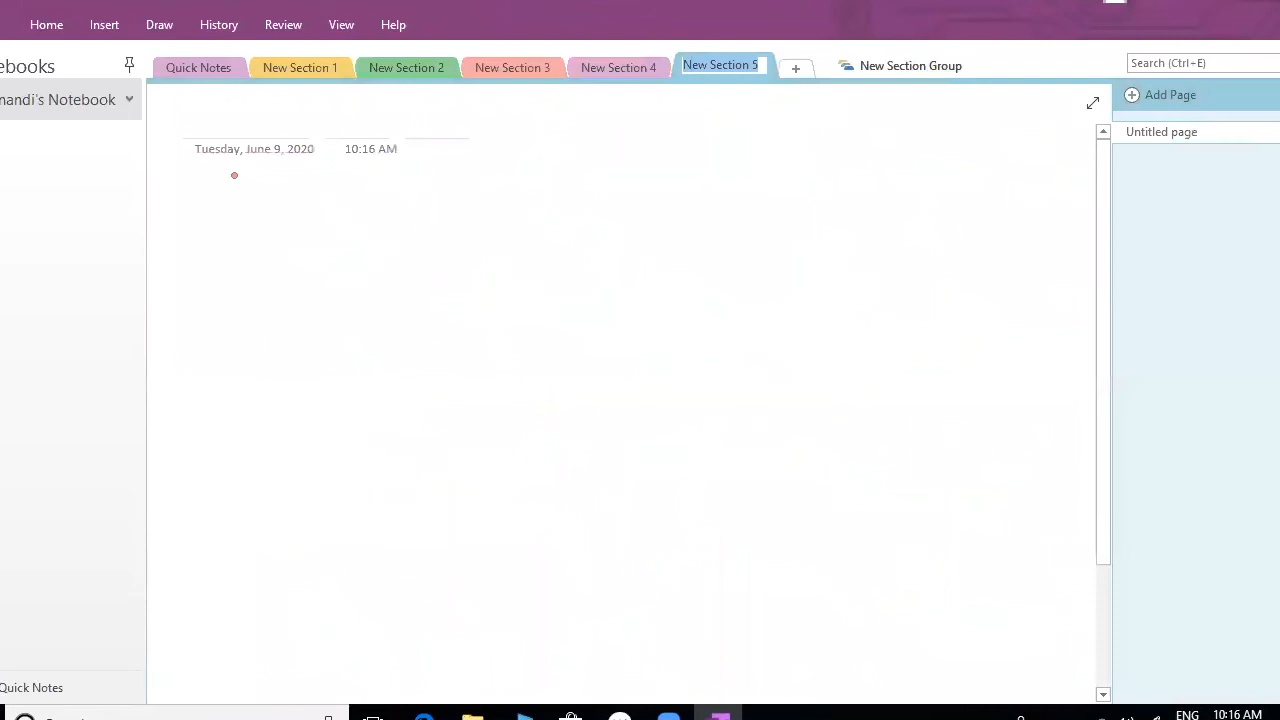 Home Insert Draw History Review View Help
ebooks
Quick Notes New Section 1 New Section 2 New Section 3 New Section 4 New Section 5 + New Section Group Search (Ctrl+E)
nandi's Notebook
Add Page
Untitled page
Tuesday, June 9, 2020 10:16 AM
Quick Notes
ENG 10:16 AM